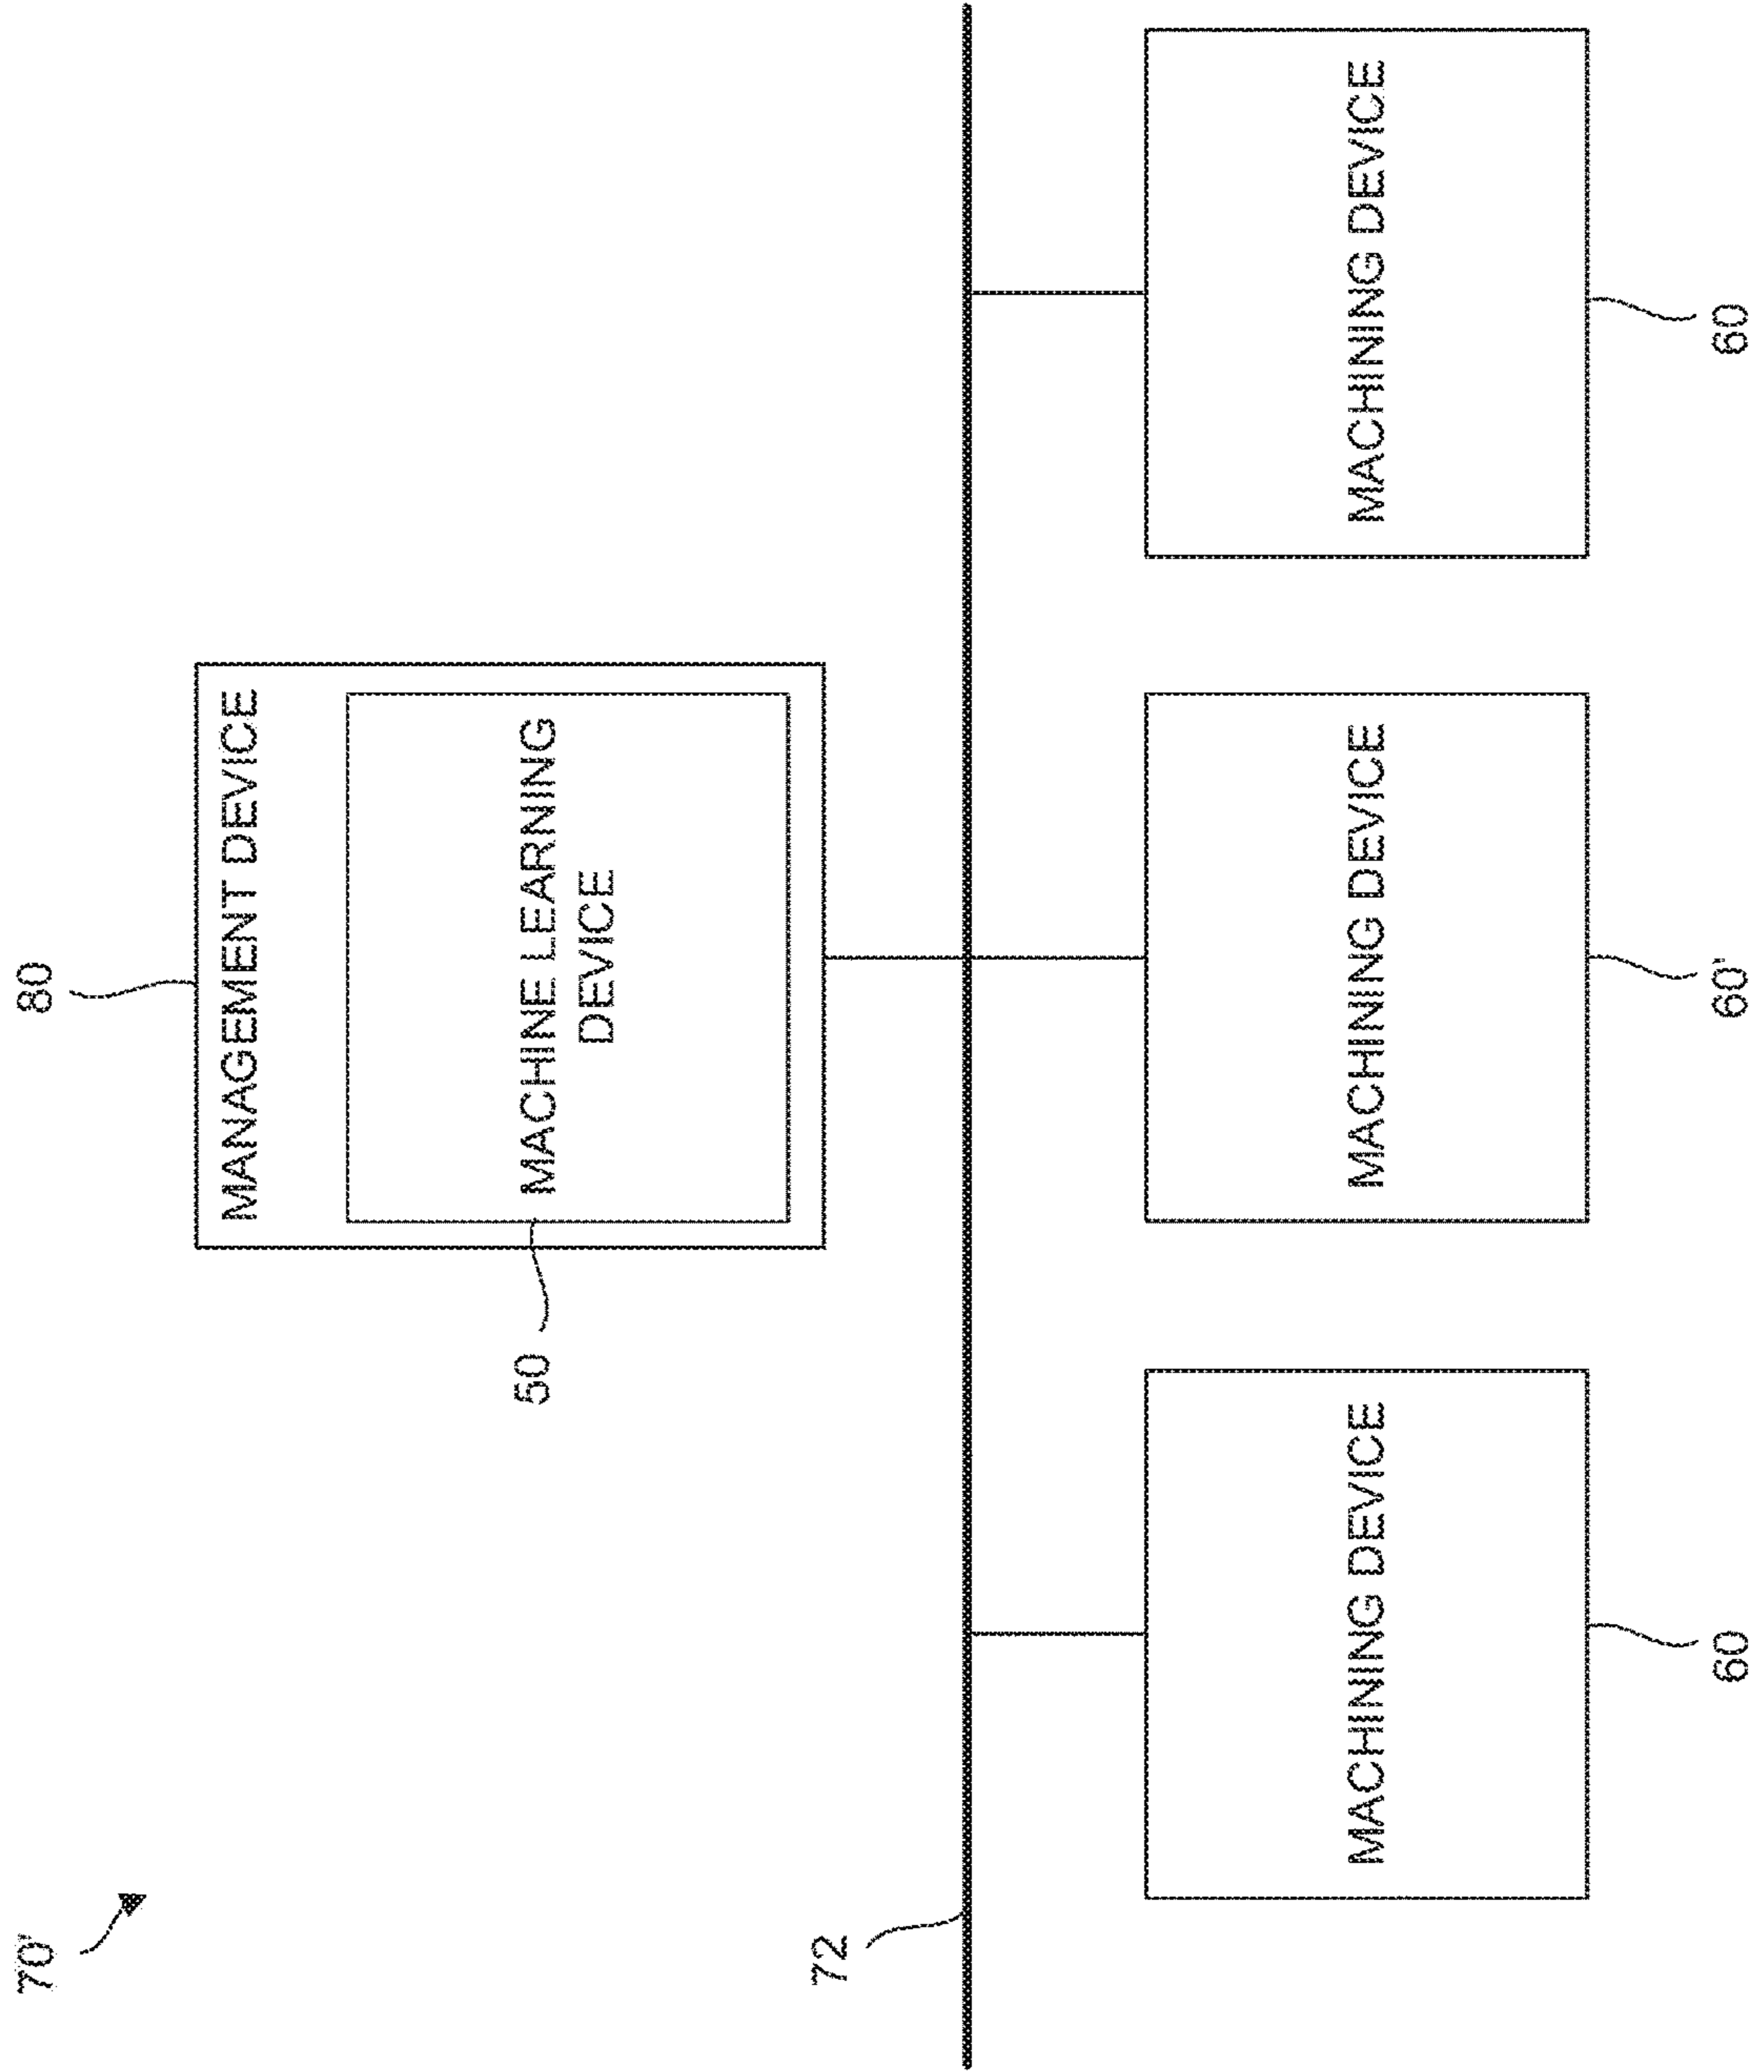 70'
80
MANAGEMENT DEVICE
50
MACHINE LEARNING
DEVICE
72
MACHINING DEVICE
MACHINING DEVICE
MACHINING DEVICE
60
60'
60